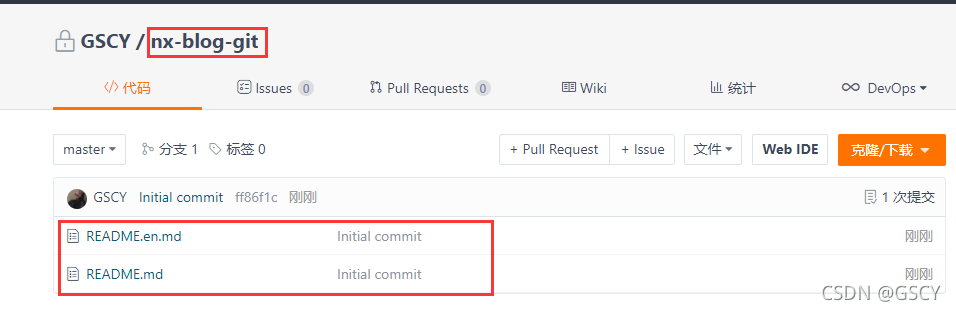 GSCY / nx-blog-git
代码 Issues 0 Pull Requests 0 Wiki 统计 DevOps
master 分支 1 标签 0 + Pull Request + Issue 文件 Web IDE 克隆/下载
GSCY Initial commit ff86f1c 刚刚 1 次提交
README.en.md Initial commit 刚刚
README.md Initial commit 刚刚
CSDN @GSCY